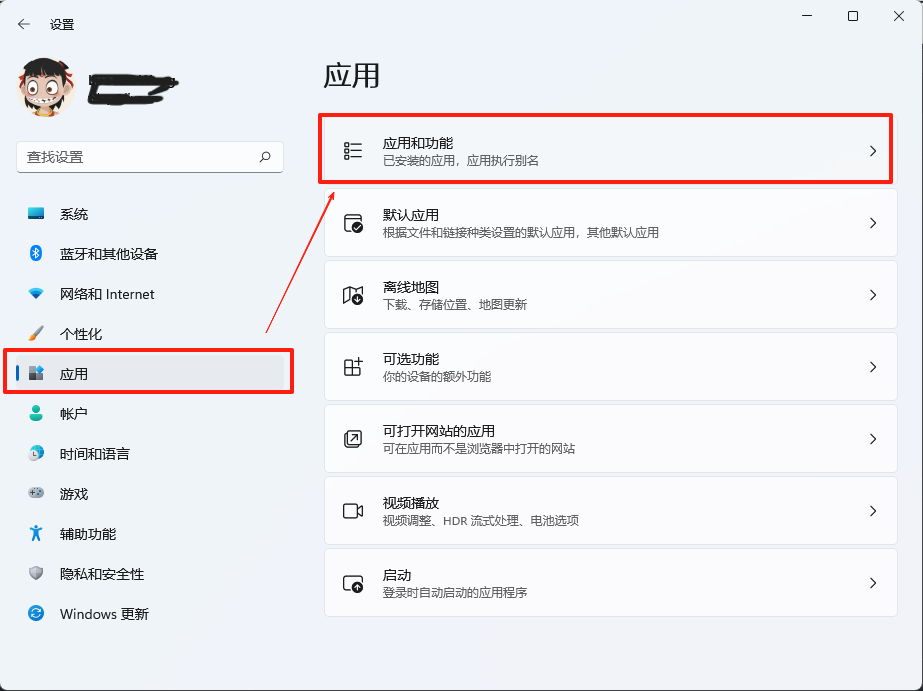 设置
查找设置
系统
蓝牙和其他设备
网络和 Internet
个性化
应用
帐户
时间和语言
游戏
辅助功能
隐私和安全性
Windows 更新
应用
应用和功能
已安装的应用，应用执行别名
默认应用
根据文件和链接种类设置的默认应用，其他默认应用
离线地图
下载、存储位置、地图更新
可选功能
你的设备的额外功能
可打开网站的应用
可在应用而不是浏览器中打开的网站
视频播放
视频调整、HDR 流式处理、电池选项
启动
登录时自动启动的应用程序